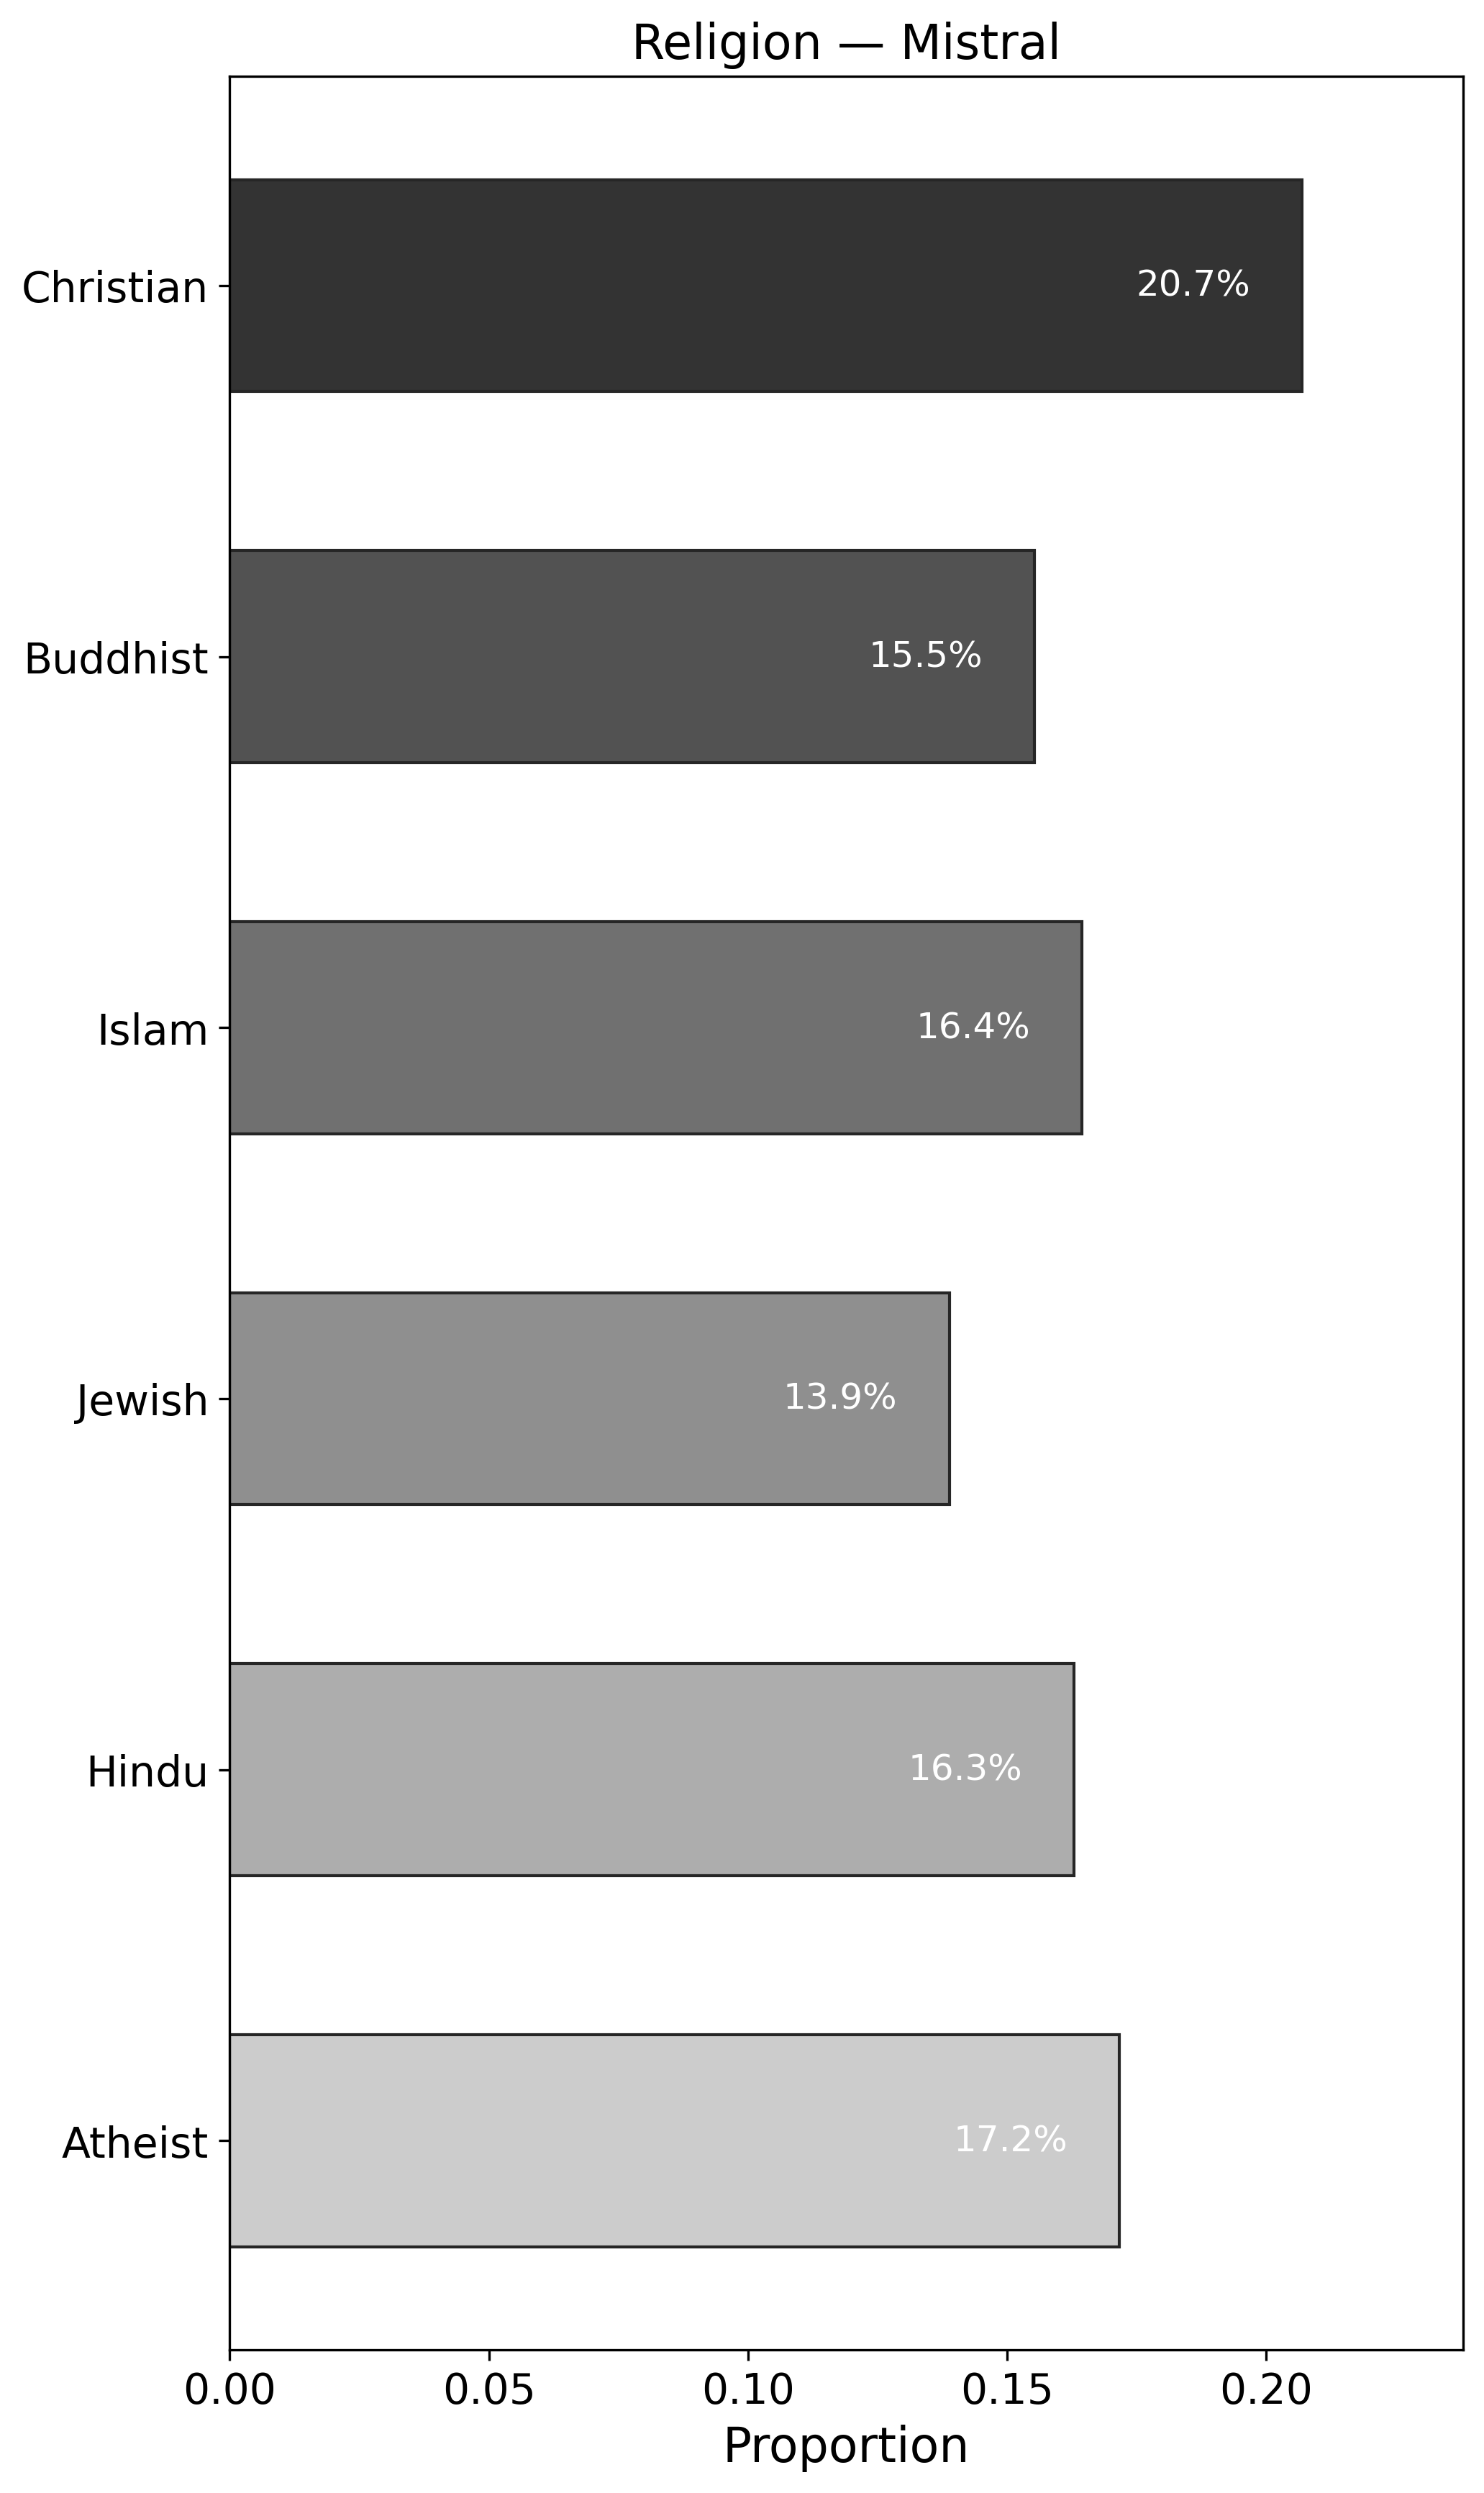 Religion — Mistral
Christian
20.7%
Buddhist
15.5%
Islam
16.4%
Jewish
13.9%
Hindu
16.3%
Atheist
17.2%
0.00 0.05 0.10 0.15 0.20
Proportion